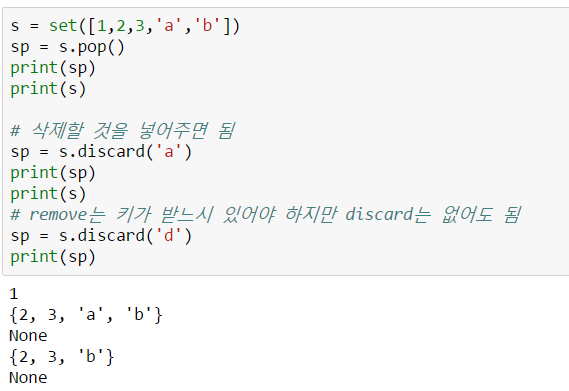 s = set([1,2,3,'a','b'])
sp = s.pop()
print(sp)
print(s)
# 삭제할 것을 넣어주면 됨
sp = s.discard('a')
print(sp)
print(s)
# remove는 키가 받느시 있어야 하지만 discard는 없어도 됨
sp = s.discard('d')
print(sp)
1
{2, 3, 'a', 'b'}
None
{2, 3, 'b'}
None